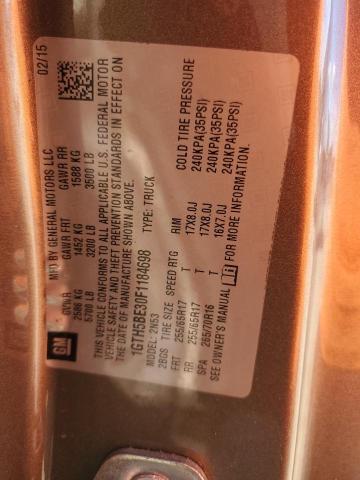 GM
MFD BY GENERAL MOTORS LLC
02/15
GVWR GAWR FRT GAWR RR
2586 KG 1452 KG 1588 KG
5700 LB 3200 LB 3500 LB
THIS VEHICLE CONFORMS TO ALL APPLICABLE U.S. FEDERAL MOTOR
VEHICLE SAFETY AND THEFT PREVENTION STANDARDS IN EFFECT ON
THE DATE OF MANUFACTURE SHOWN ABOVE.
1GTH5BE30F1184698 TYPE: TRUCK
MODEL: 2N53
2BGS TIRE SIZE SPEED RTG RIM COLD TIRE PRESSURE
FRT 255/65R17 T 17X8.0J 240KPA(35PSI)
RR 255/65R17 T 17X8.0J 240KPA(35PSI)
SPA 265/70R16 T 16X7.0J 240KPA(35PSI)
SEE OWNER'S MANUAL FOR MORE INFORMATION.